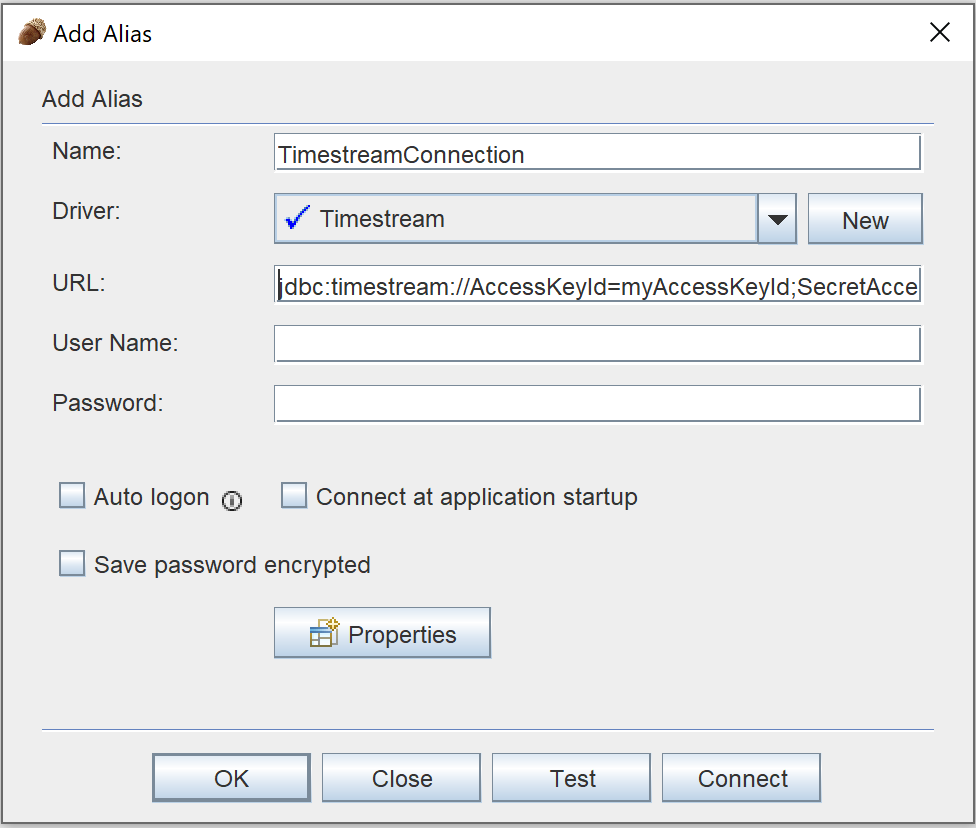 Add Alias
Add Alias
Name: TimestreamConnection
Driver: Timestream New
URL: jdbc:timestream://AccessKeyId=myAccessKeyId;SecretAcce
User Name:
Password:
Auto logon Connect at application startup
Save password encrypted
Properties
OK Close Test Connect